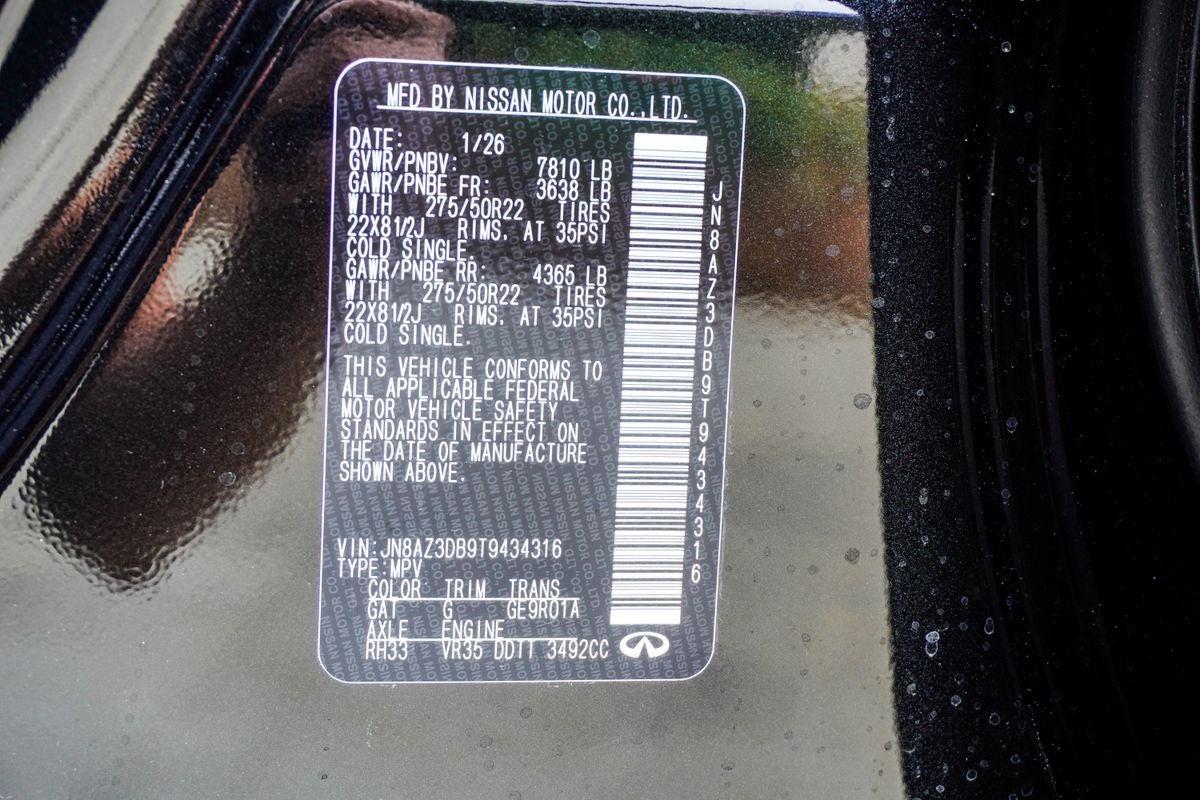 MFD BY NISSAN MOTOR CO.,LTD.
DATE: 1/26
GVWR/PNBV: 7810 LB
GAWR/PNBE FR: 3638 LB
WITH 275/50R22 TIRES
22X81/2J RIMS. AT 35PSI
COLD SINGLE.
GAWR/PNBE RR: 4365 LB
WITH 275/50R22 TIRES
22X81/2J RIMS. AT 35PSI
COLD SINGLE.
THIS VEHICLE CONFORMS TO
ALL APPLICABLE FEDERAL
MOTOR VEHICLE SAFETY
STANDARDS IN EFFECT ON
THE DATE OF MANUFACTURE
SHOWN ABOVE.
VIN:JN8AZ3DB9T9434316
TYPE:MPV
COLOR TRIM TRANS
GAT G GE9R01A
AXLE ENGINE
RH33 VR35 DDTT 3492CC
JN8AZ3DB9T9434316